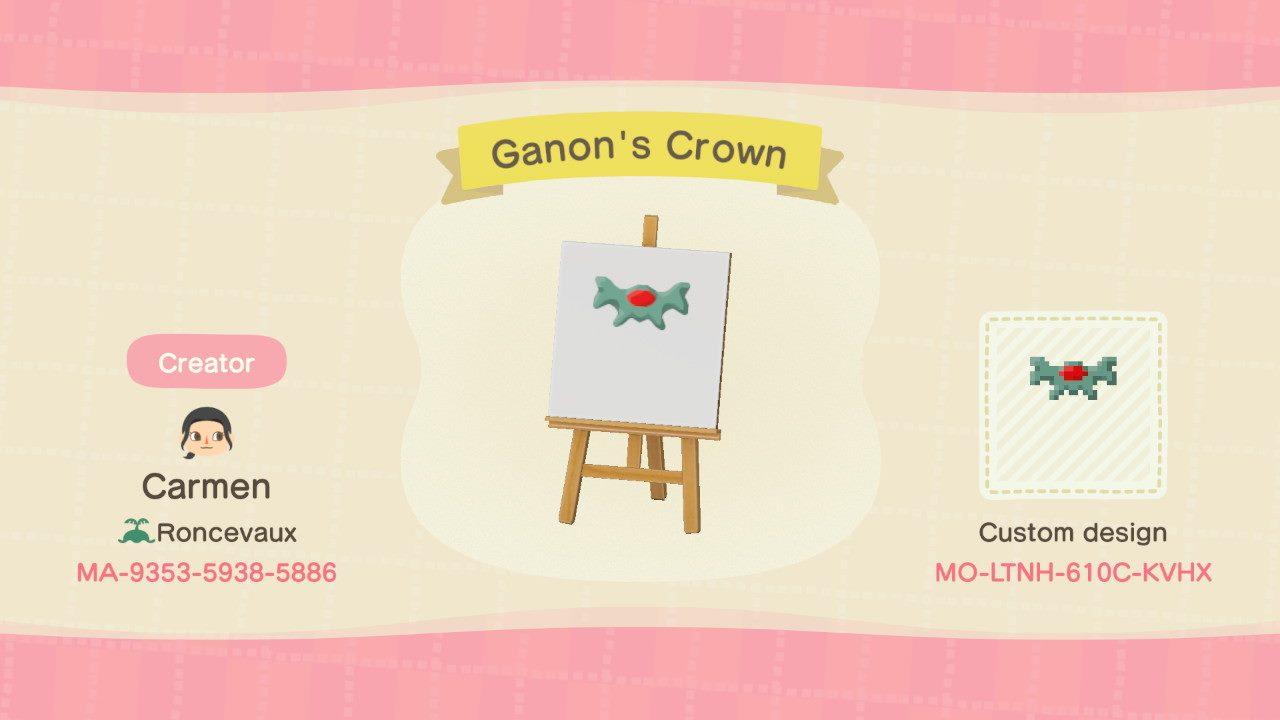 Ganon's Crown
Creator
Carmen
Roncevaux
MA-9353-5938-5886
Custom design
MO-LTNH-610C-KVHX